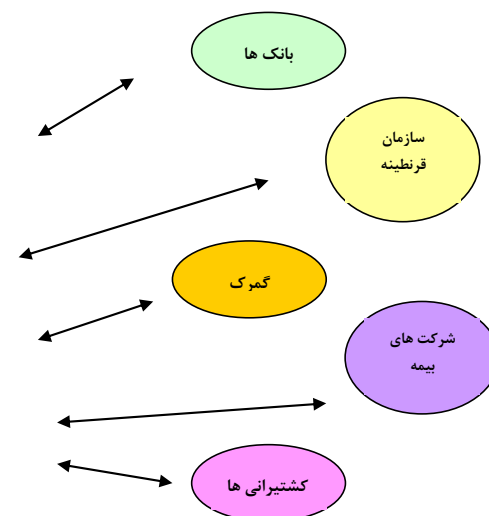 بانک ها
سازمان
قرنطینه
گمرک
شرکت های
بیمه
کشتیرانی ها